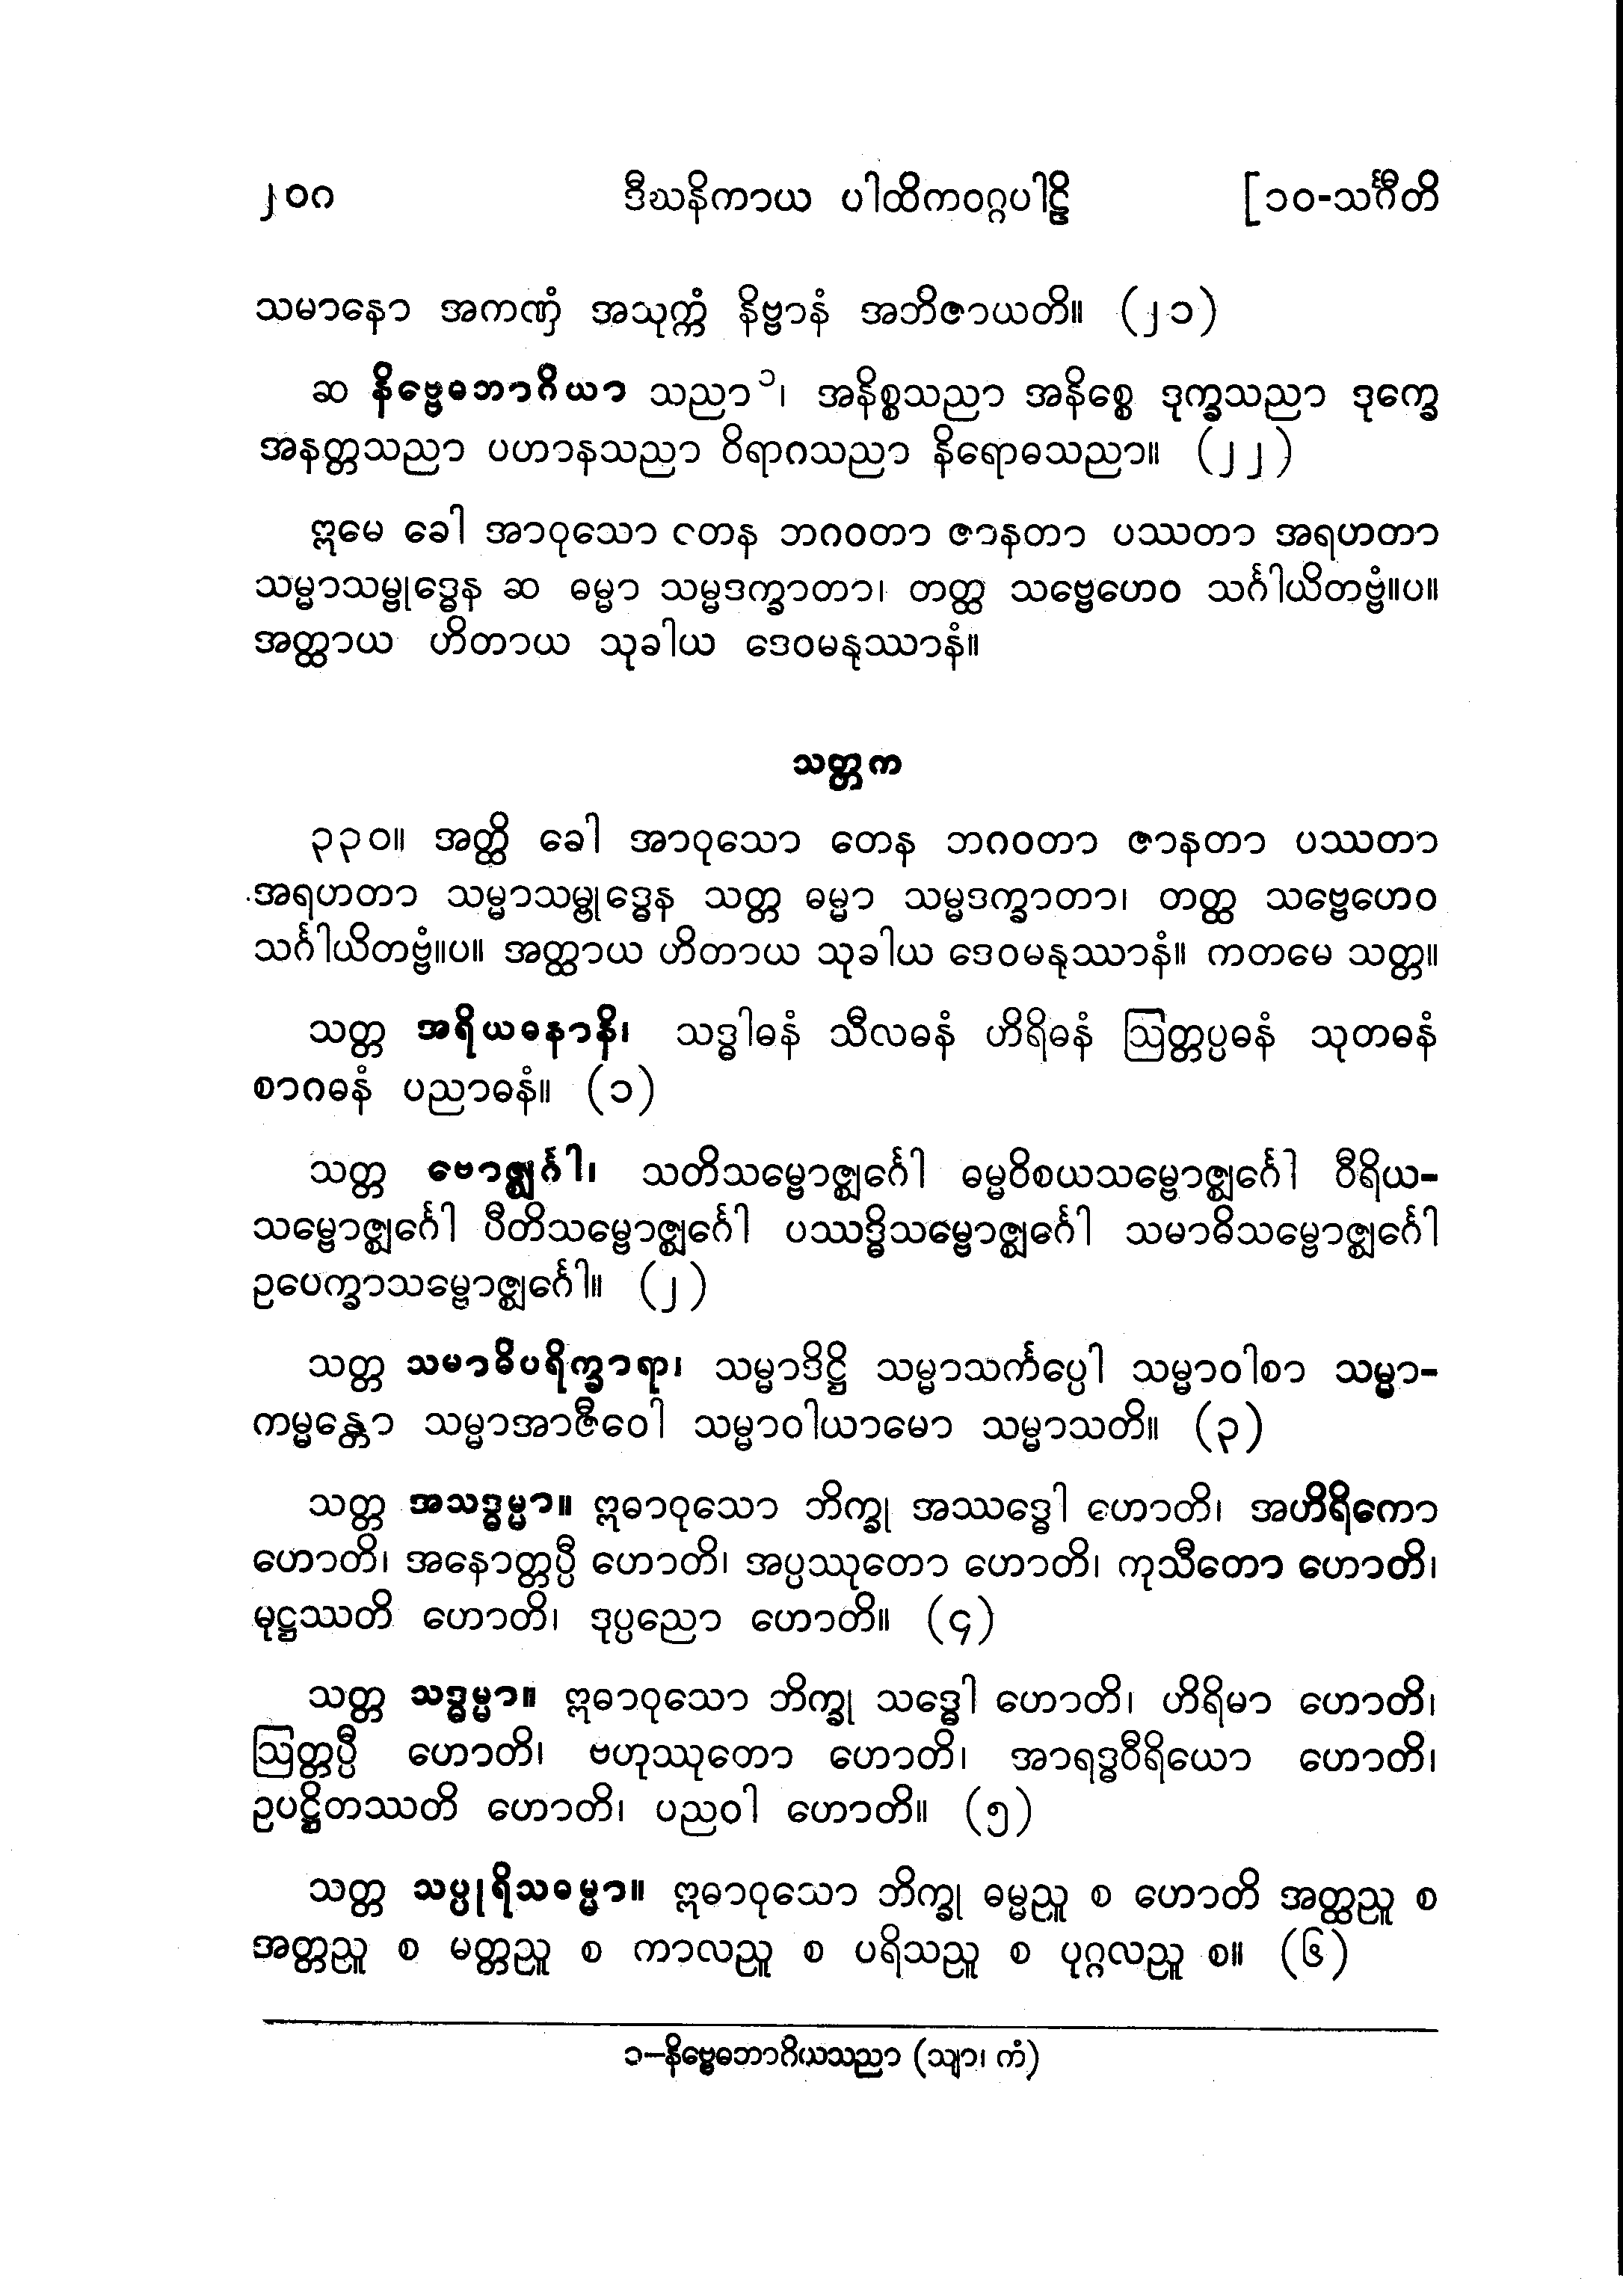 ၂၀ဂ ဒီဃနိကာယ ပါထိကဝဂ္ဂပါဠိ [၁၀-သင်္ဂီတိ
သမာနော အကဏှံ အသုက္ကံ နိဗ္ဗာနံ အဘိဇာယတိ။ (၂၁)
ဆ နိဗ္ဗေဓဘာဂိယာ သညာ၁၊ အနိစ္စသညာ အနိစ္စေ ဒုက္ခသညာ ဒုက္ခေ
အနတ္တသညာ ပဟာနသညာ ဝိရာဂသညာ နိရောဓသညာ။ (၂၂)
ဣမေ ခေါ အာဝုသော တေန ဘဂဝတာ ဇာနတာ ပဿတာ အရဟတာ
သမ္မာသမ္ဗုဒ္ဓေန ဆ ဓမ္မာ သမ္မဒက္ခာတာ၊ တတ္ထ သဗ္ဗေဟေဝ သင်္ဂါယိတဗ္ဗံ။ပ။
အတ္ထာယ ဟိတာယ သုခါယ ဒေဝမနုဿာနံ။
သတ္တက
၃၃၀။ အတ္ထိ ခေါ အာဝုသော တေန ဘဂဝတာ ဇာနတာ ပဿတာ
အရဟတာ သမ္မာသမ္ဗုဒ္ဓေန သတ္တ ဓမ္မာ သမ္မဒက္ခာတာ၊ တတ္ထ သဗ္ဗေဟေဝ
သင်္ဂါယိတဗ္ဗံ။ပ။ အတ္ထာယ ဟိတာယ သုခါယ ဒေဝမနုဿာနံ။ ကတမေ သတ္တ။
သတ္တ အရိယဓနာနိ၊ သဒ္ဓါဓနံ သီလဓနံ ဟိရိဓနံ ဩတ္တပ္ပဓနံ သုတဓနံ
စာဂဓနံ ပညာဓနံ။ (၁)
သတ္တ ဗောဇ္ဈင်္ဂါ၊ သတိသမ္ဗောဇ္ဈင်္ဂေါ ဓမ္မဝိစယသမ္ဗောဇ္ဈင်္ဂေါ ဝီရိယ-
သမ္ဗောဇ္ဈင်္ဂေါ ပီတိသမ္ဗောဇ္ဈင်္ဂေါ ပဿဒ္ဓိသမ္ဗောဇ္ဈင်္ဂေါ သမာဓိသမ္ဗောဇ္ဈင်္ဂေါ
ဥပေက္ခာသမ္ဗောဇ္ဈင်္ဂေါ။ (၂)
သတ္တ သမာဓိပရိက္ခာရာ၊ သမ္မာဒိဋ္ဌိ သမ္မာသင်္ကပ္ပေါ သမ္မာဝါစာ သမ္မာ-
ကမ္မန္တော သမ္မာအာဇီဝေါ သမ္မာဝါယာမော သမ္မာသတိ။ (၃)
သတ္တ အသဒ္ဓမ္မာ။ ဣဓာဝုသော ဘိက္ခု အဿဒ္ဓေါ ဟောတိ၊ အဟိရိကော
ဟောတိ၊ အနောတ္တပ္ပီ ဟောတိ၊ အပ္ပဿုတော ဟောတိ၊ ကုသီတော ဟောတိ၊
မုဋ္ဌဿတိ ဟောတိ၊ ဒုပ္ပညော ဟောတိ။ (၄)
သတ္တ သဒ္ဓမ္မာ။ ဣဓာဝုသော ဘိက္ခု သဒ္ဓေါ ဟောတိ၊ ဟိရိမာ ဟောတိ၊
ဩတ္တပ္ပီ ဟောတိ၊ ဗဟုဿုတော ဟောတိ၊ အာရဒ္ဓဝီရိယော ဟောတိ၊
ဥပဋ္ဌိတဿတိ ဟောတိ၊ ပညဝါ ဟောတိ။ (၅)
သတ္တ သပ္ပုရိသဓမ္မာ။ ဣဓာဝုသော ဘိက္ခု ဓမ္မညူ စ ဟောတိ အတ္ထညူ စ
အတ္တညူ စ မတ္တညူ စ ကာလညူ စ ပရိသညူ စ ပုဂ္ဂလညူ စ။ (၆)
၁–နိဗ္ဗေဓဘာဂိယသညာ (သျာ၊ ကံ)